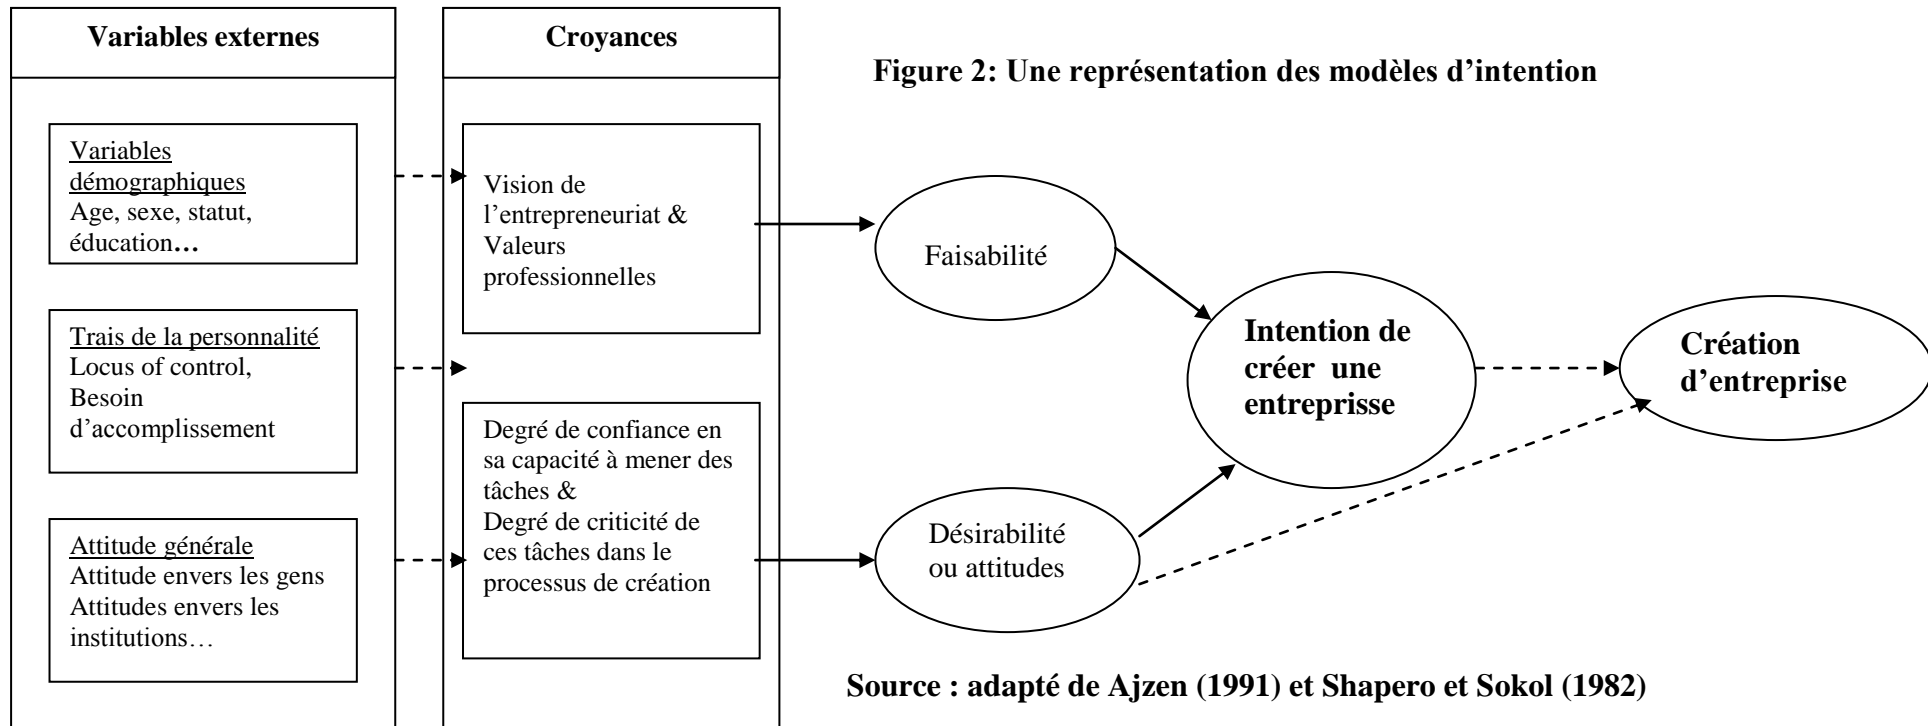 Variables externes
Croyances
Figure 2: Une représentation des modèles d’intention
Variables
démographiques
Age, sexe, statut,
éducation…
Trais de la personnalité
Locus of control,
Besoin
d’accomplissement
Attitude générale
Attitude envers les gens
Attitudes envers les
institutions…
Vision de
l’entrepreneuriat &
Valeurs
professionnelles
Degré de confiance en
sa capacité à mener des
tâches &
Degré de criticité de
ces tâches dans le
processus de création
Faisabilité
Désirabilité
ou attitudes
Intention de
créer une
entreprisse
Création
d’entreprise
Source : adapté de Ajzen (1991) et Shapero et Sokol (1982)